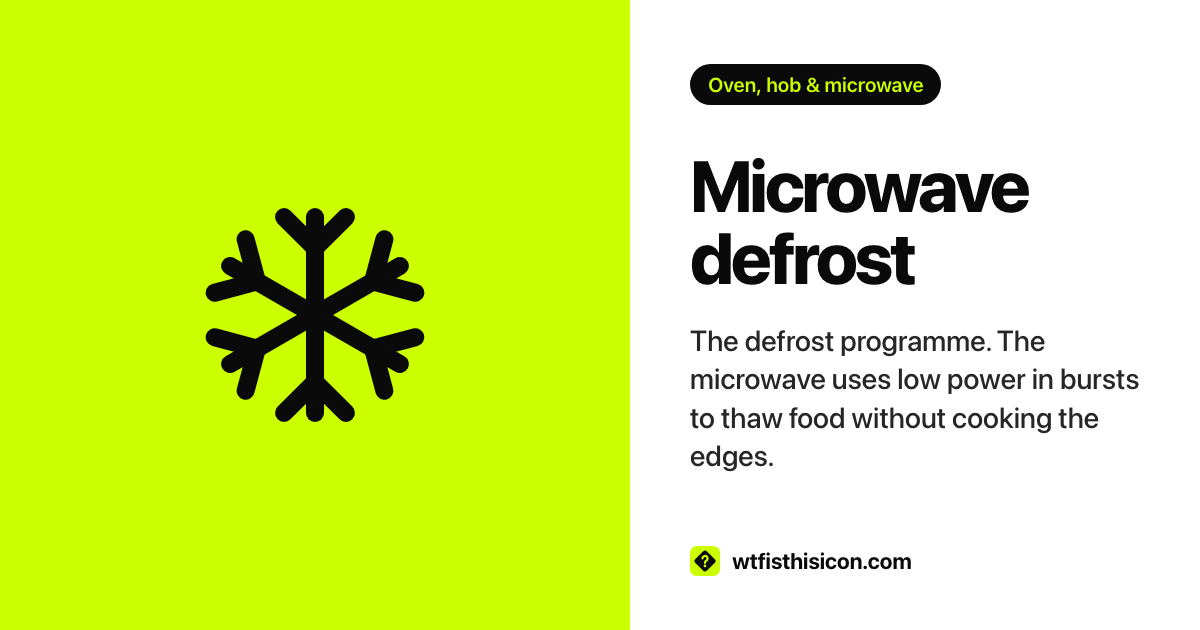 Oven, hob & microwave
Microwave
defrost
The defrost programme. The
microwave uses low power in bursts
to thaw food without cooking the
edges.
?
wtfisthisicon.com